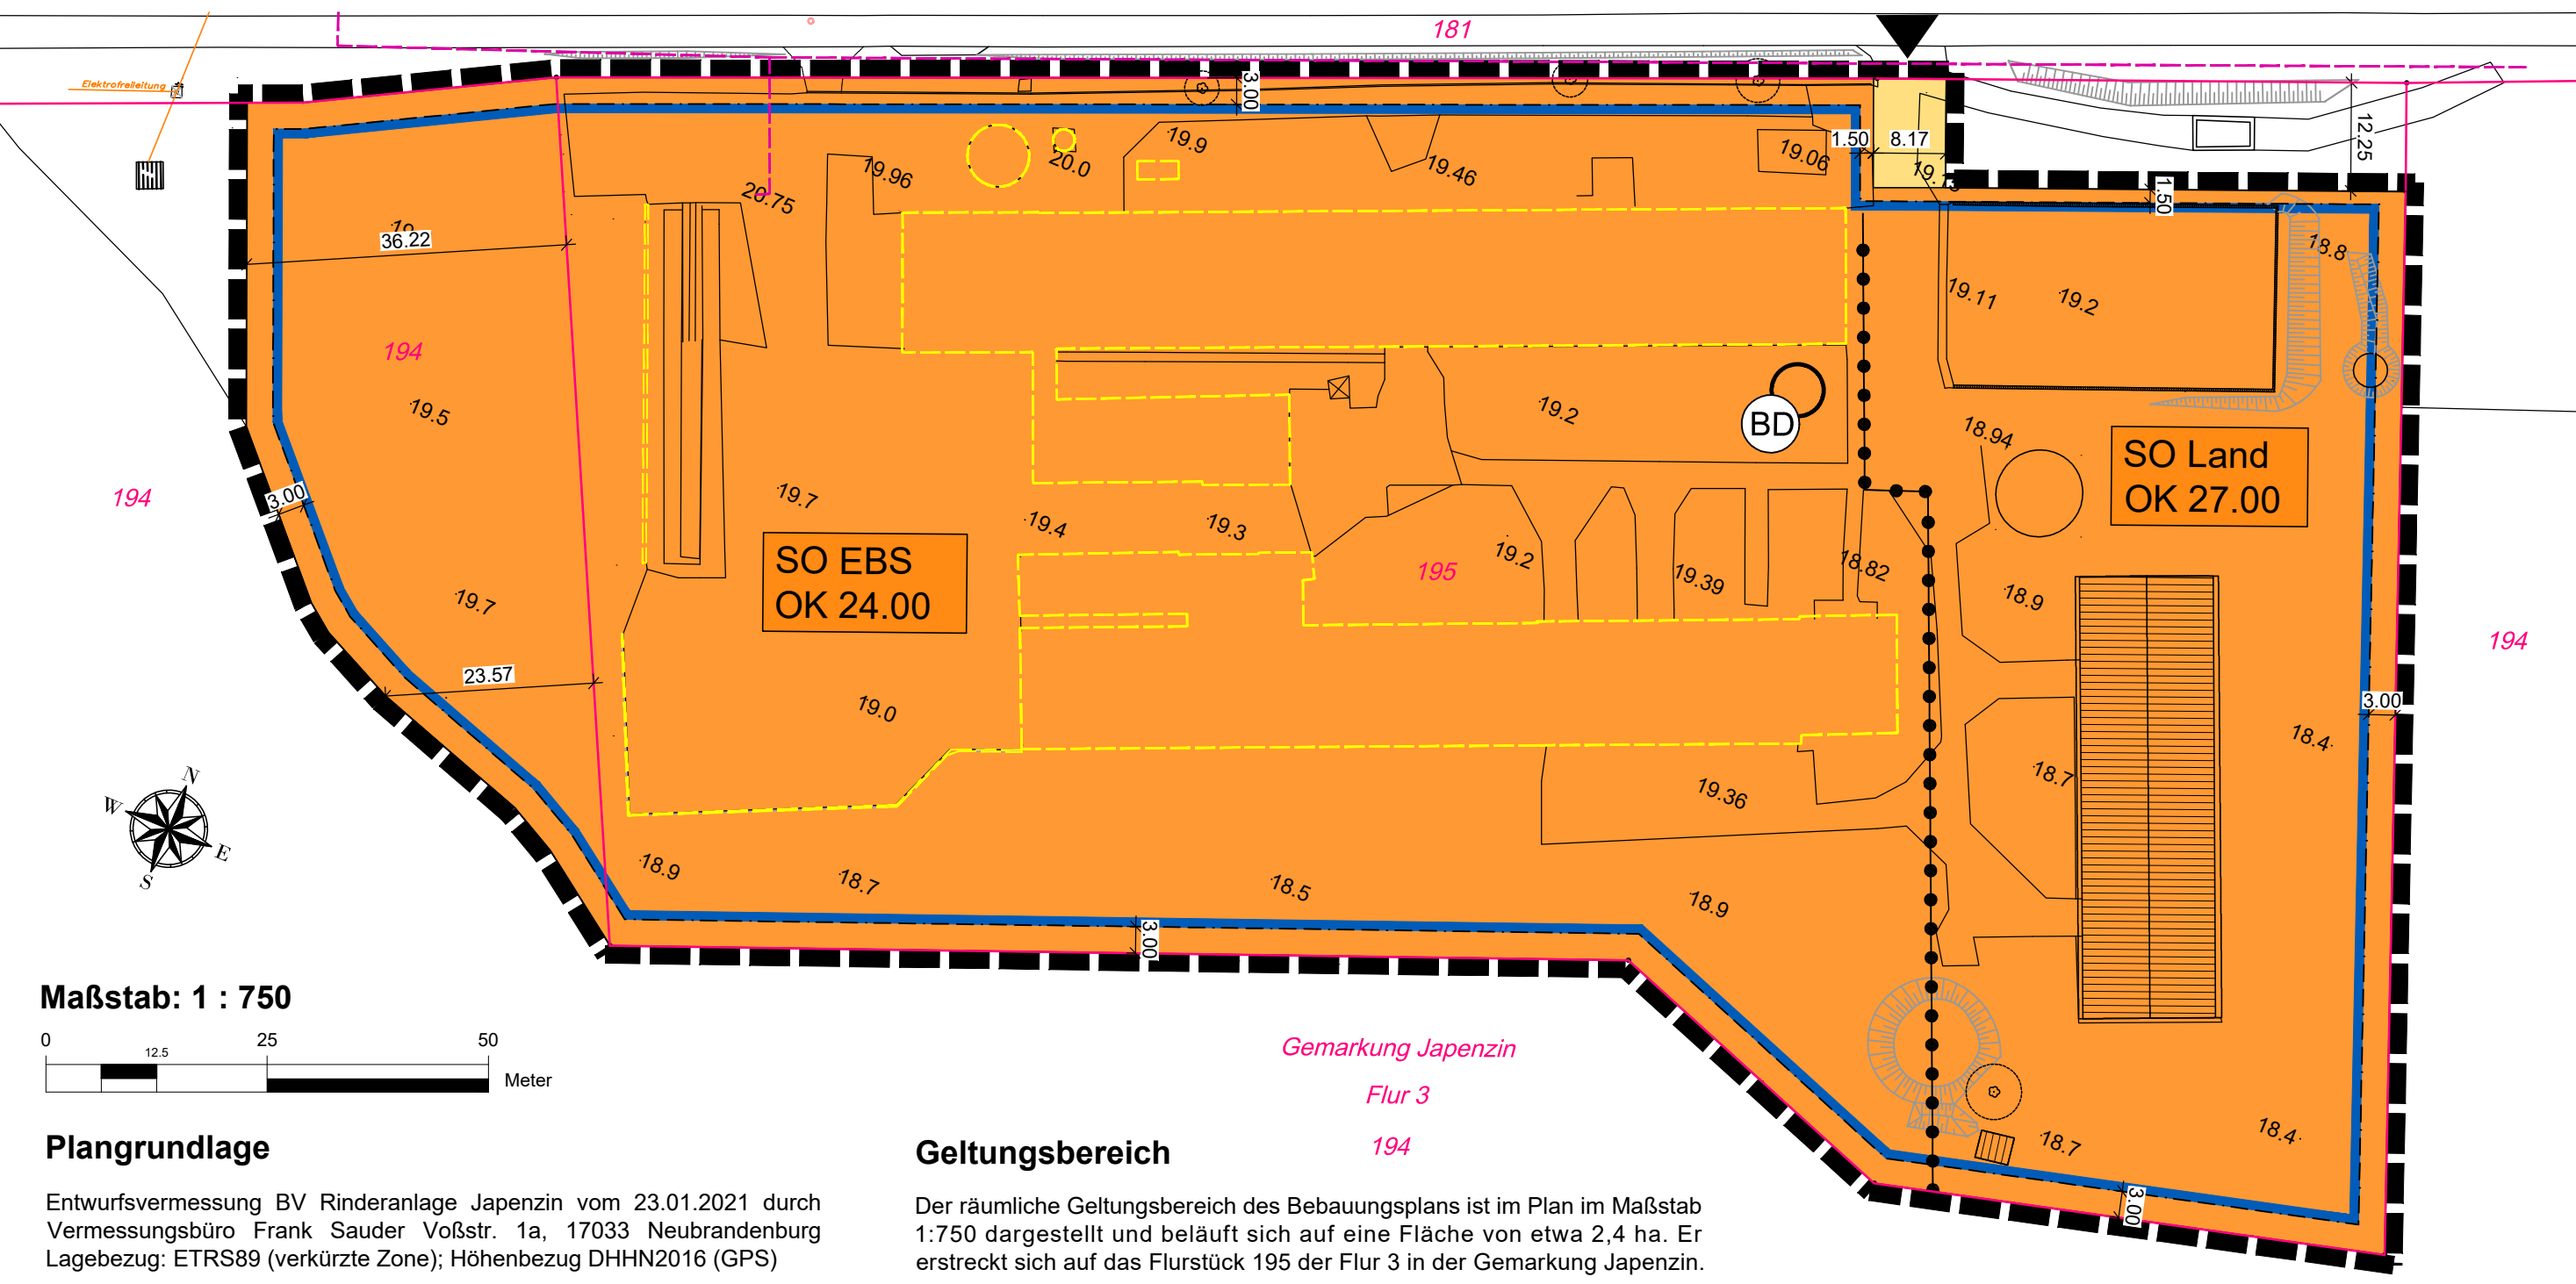 181
Elektrofreileitung
3.00
12.25
1.50
8.17
19.9
20.0
19.96
20.75
19.46
19.06
1.50
18.8
36.22
19.11
19.2
194
19.5
19.2
BD
18.94
SO Land
OK 27.00
194
3.00
19.7
19.4
19.3
19.2
SO EBS
OK 24.00
195
19.39
18.82
18.9
19.7
194
23.57
19.0
3.00
18.4
18.7
19.36
N
W
E
S
18.9
18.7
18.5
18.9
3.00
Maßstab: 1 : 750
0
12.5
25
50
Meter
Gemarkung Japenzin
Flur 3
194
18.7
18.4
3.00
Plangrundlage
Entwurfsvermessung BV Rinderanlage Japenzin vom 23.01.2021 durch
Vermessungsbüro Frank Sauder Voßstr. 1a, 17033 Neubrandenburg
Lagebezug: ETRS89 (verkürzte Zone); Höhenbezug DHHN2016 (GPS)
Geltungsbereich
Der räumliche Geltungsbereich des Bebauungsplans ist im Plan im Maßstab
1:750 dargestellt und beläuft sich auf eine Fläche von etwa 2,4 ha. Er
erstreckt sich auf das Flurstück 195 der Flur 3 in der Gemarkung Japenzin.